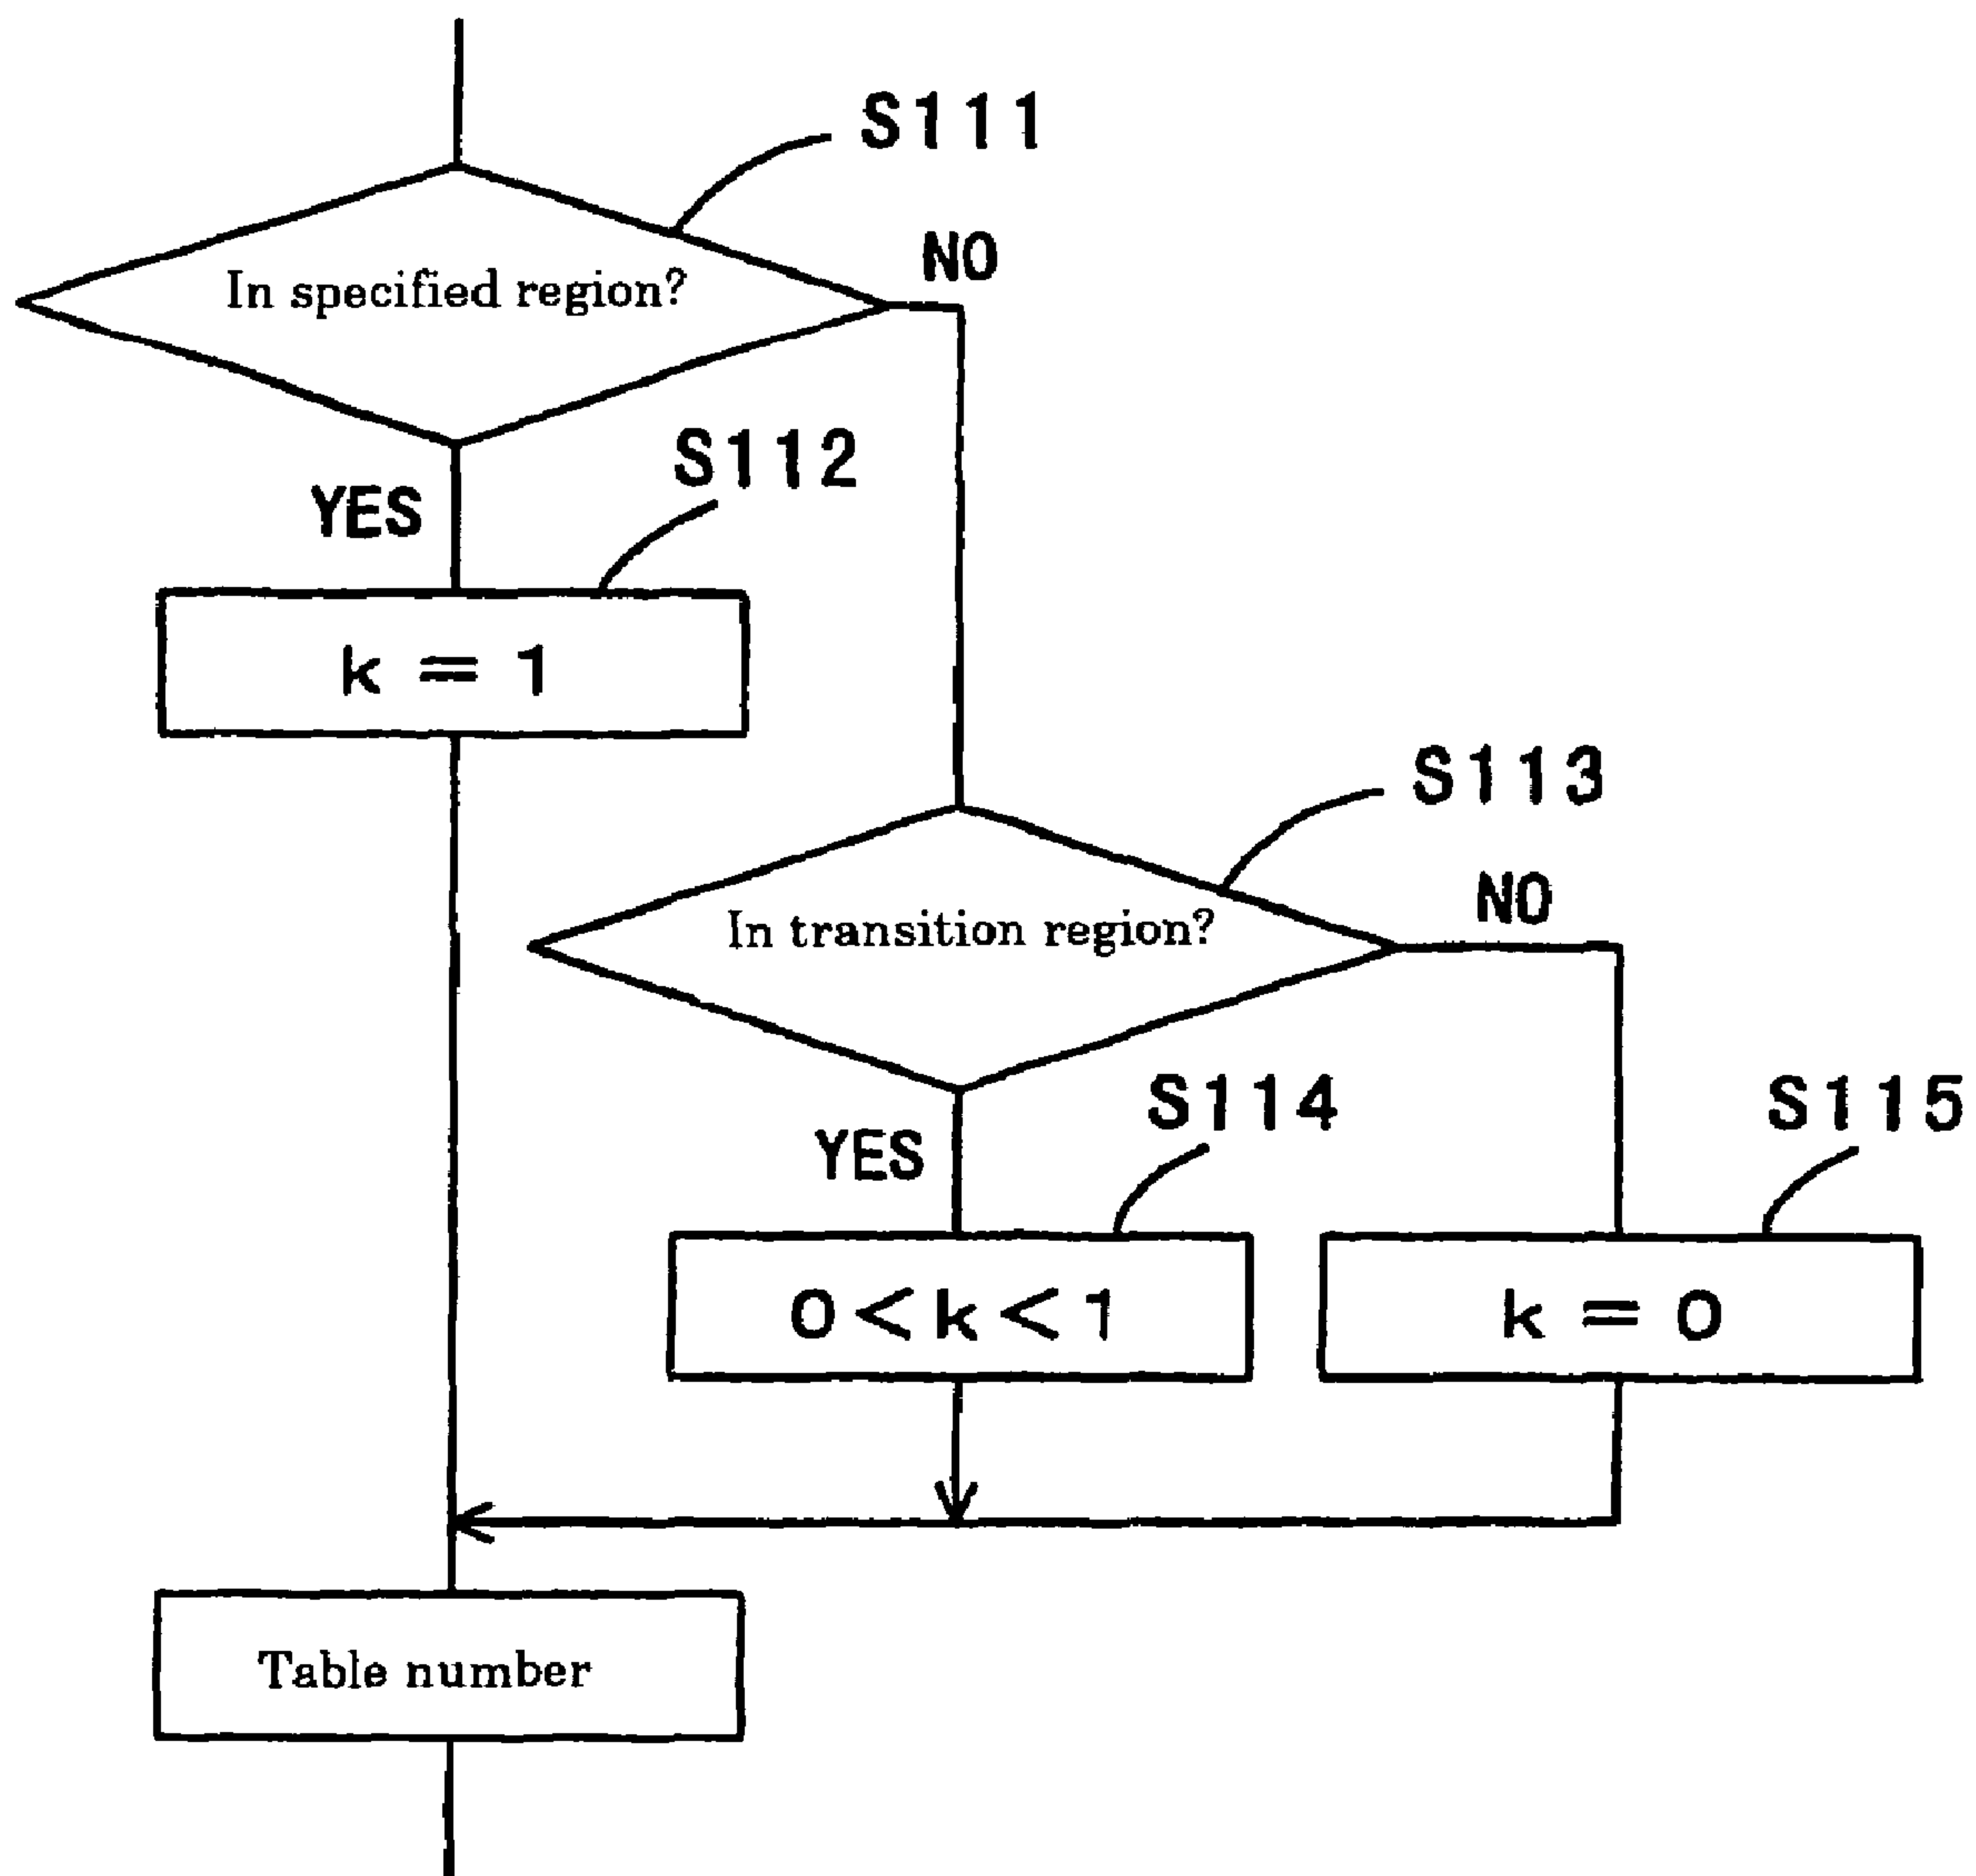 S111
NO
In specified region?
S112
YES
k = 1
S113
NO
In transition region?
S114
S115
YES
0<k<1
k = 0
Table number